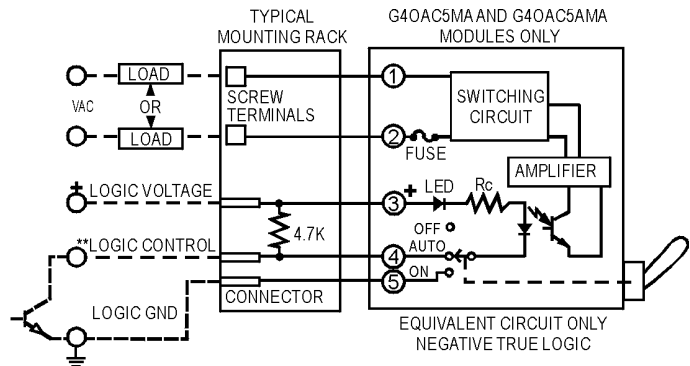 TYPICAL
MOUNTING RACK
G4OAC5MA AND G4OAC5AMA
MODULES ONLY
LOAD
VAC
OR
LOAD
SCREW
TERMINALS
1
2
FUSE
SWITCHING
CIRCUIT
AMPLIFIER
+
LOGIC VOLTAGE
4.7K
3
+
LED
Rc
OFF
AUTO
ON
**LOGIC CONTROL
4
5
CONNECTOR
LOGIC GND
EQUIVALENT CIRCUIT ONLY
NEGATIVE TRUE LOGIC